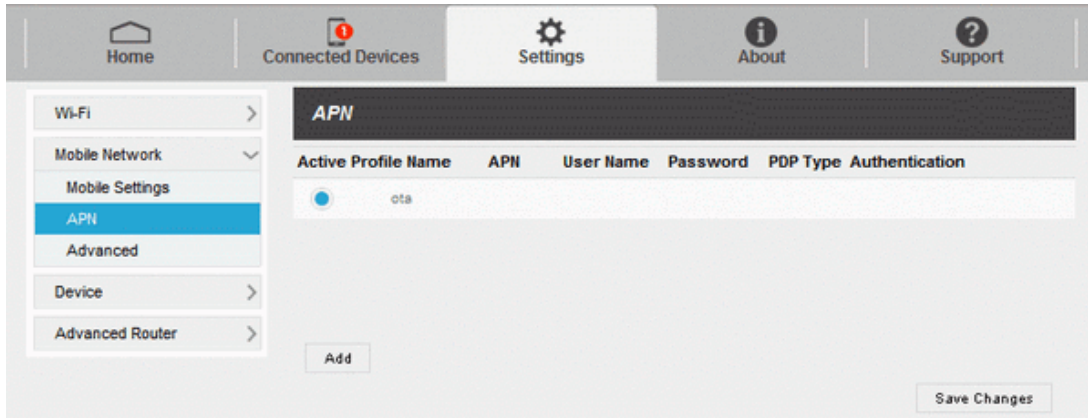 1
Home Connected Devices Settings About Support
Wi-Fi
APN
Mobile Network
Active Profile Name APN User Name Password PDP Type Authentication
Mobile Settings
ota
APN
Advanced
Device
Advanced Router
Add
Save Changes